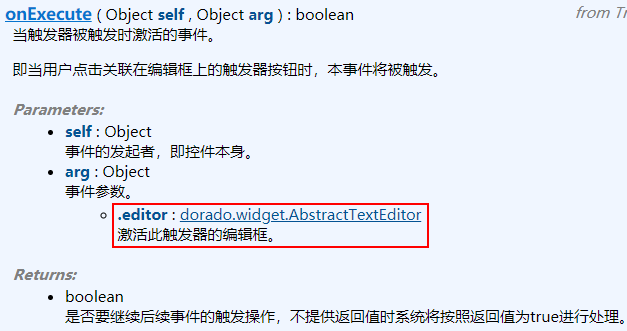 onExecute ( Object self , Object arg ) : boolean from Tr
当触发器被触发时激活的事件。
即当用户点击关联在编辑框上的触发器按钮时，本事件将被触发。
Parameters:
self : Object
事件的发起者，即控件本身。
arg : Object
事件参数。
.editor : dorado.widget.AbstractTextEditor
激活此触发器的编辑框。
Returns:
boolean
是否要继续后续事件的触发操作，不提供返回值时系统将按照返回值为true进行处理。